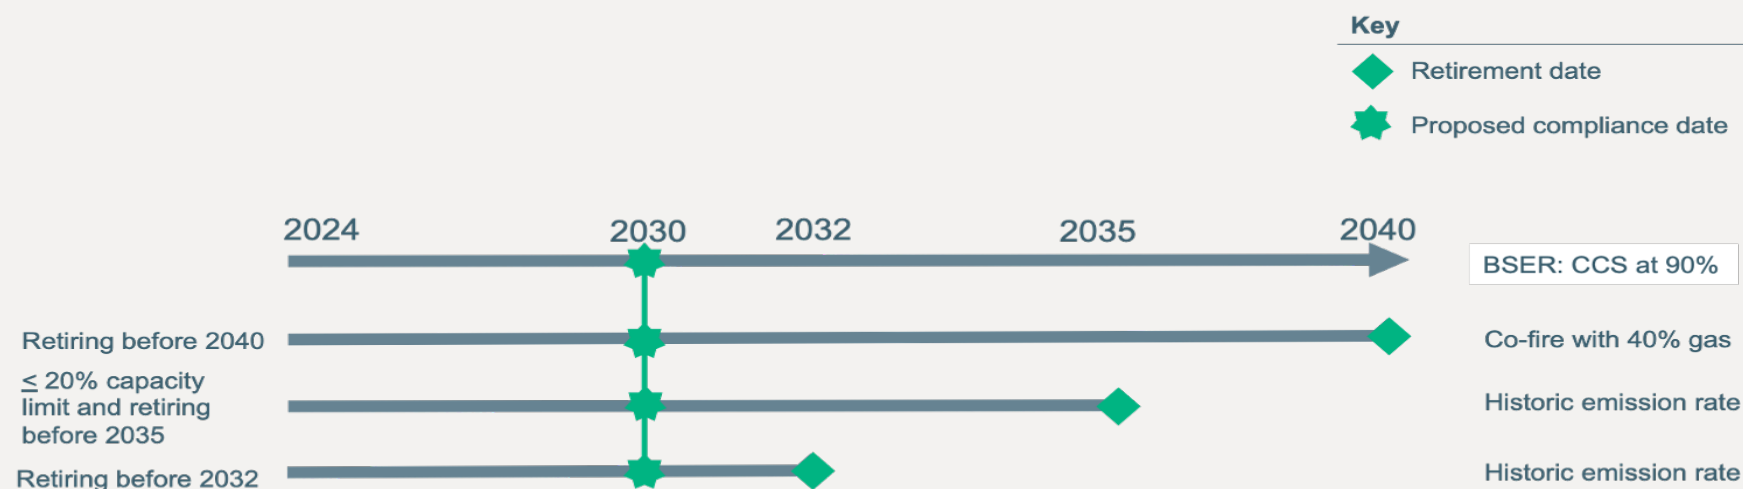 Key
Retirement date
Proposed compliance date
2024 2030 2032 2035 2040
BSER: CCS at 90%
Retiring before 2040
Co-fire with 40% gas
≤ 20% capacity
limit and retiring
before 2035
Historic emission rate
Retiring before 2032
Historic emission rate